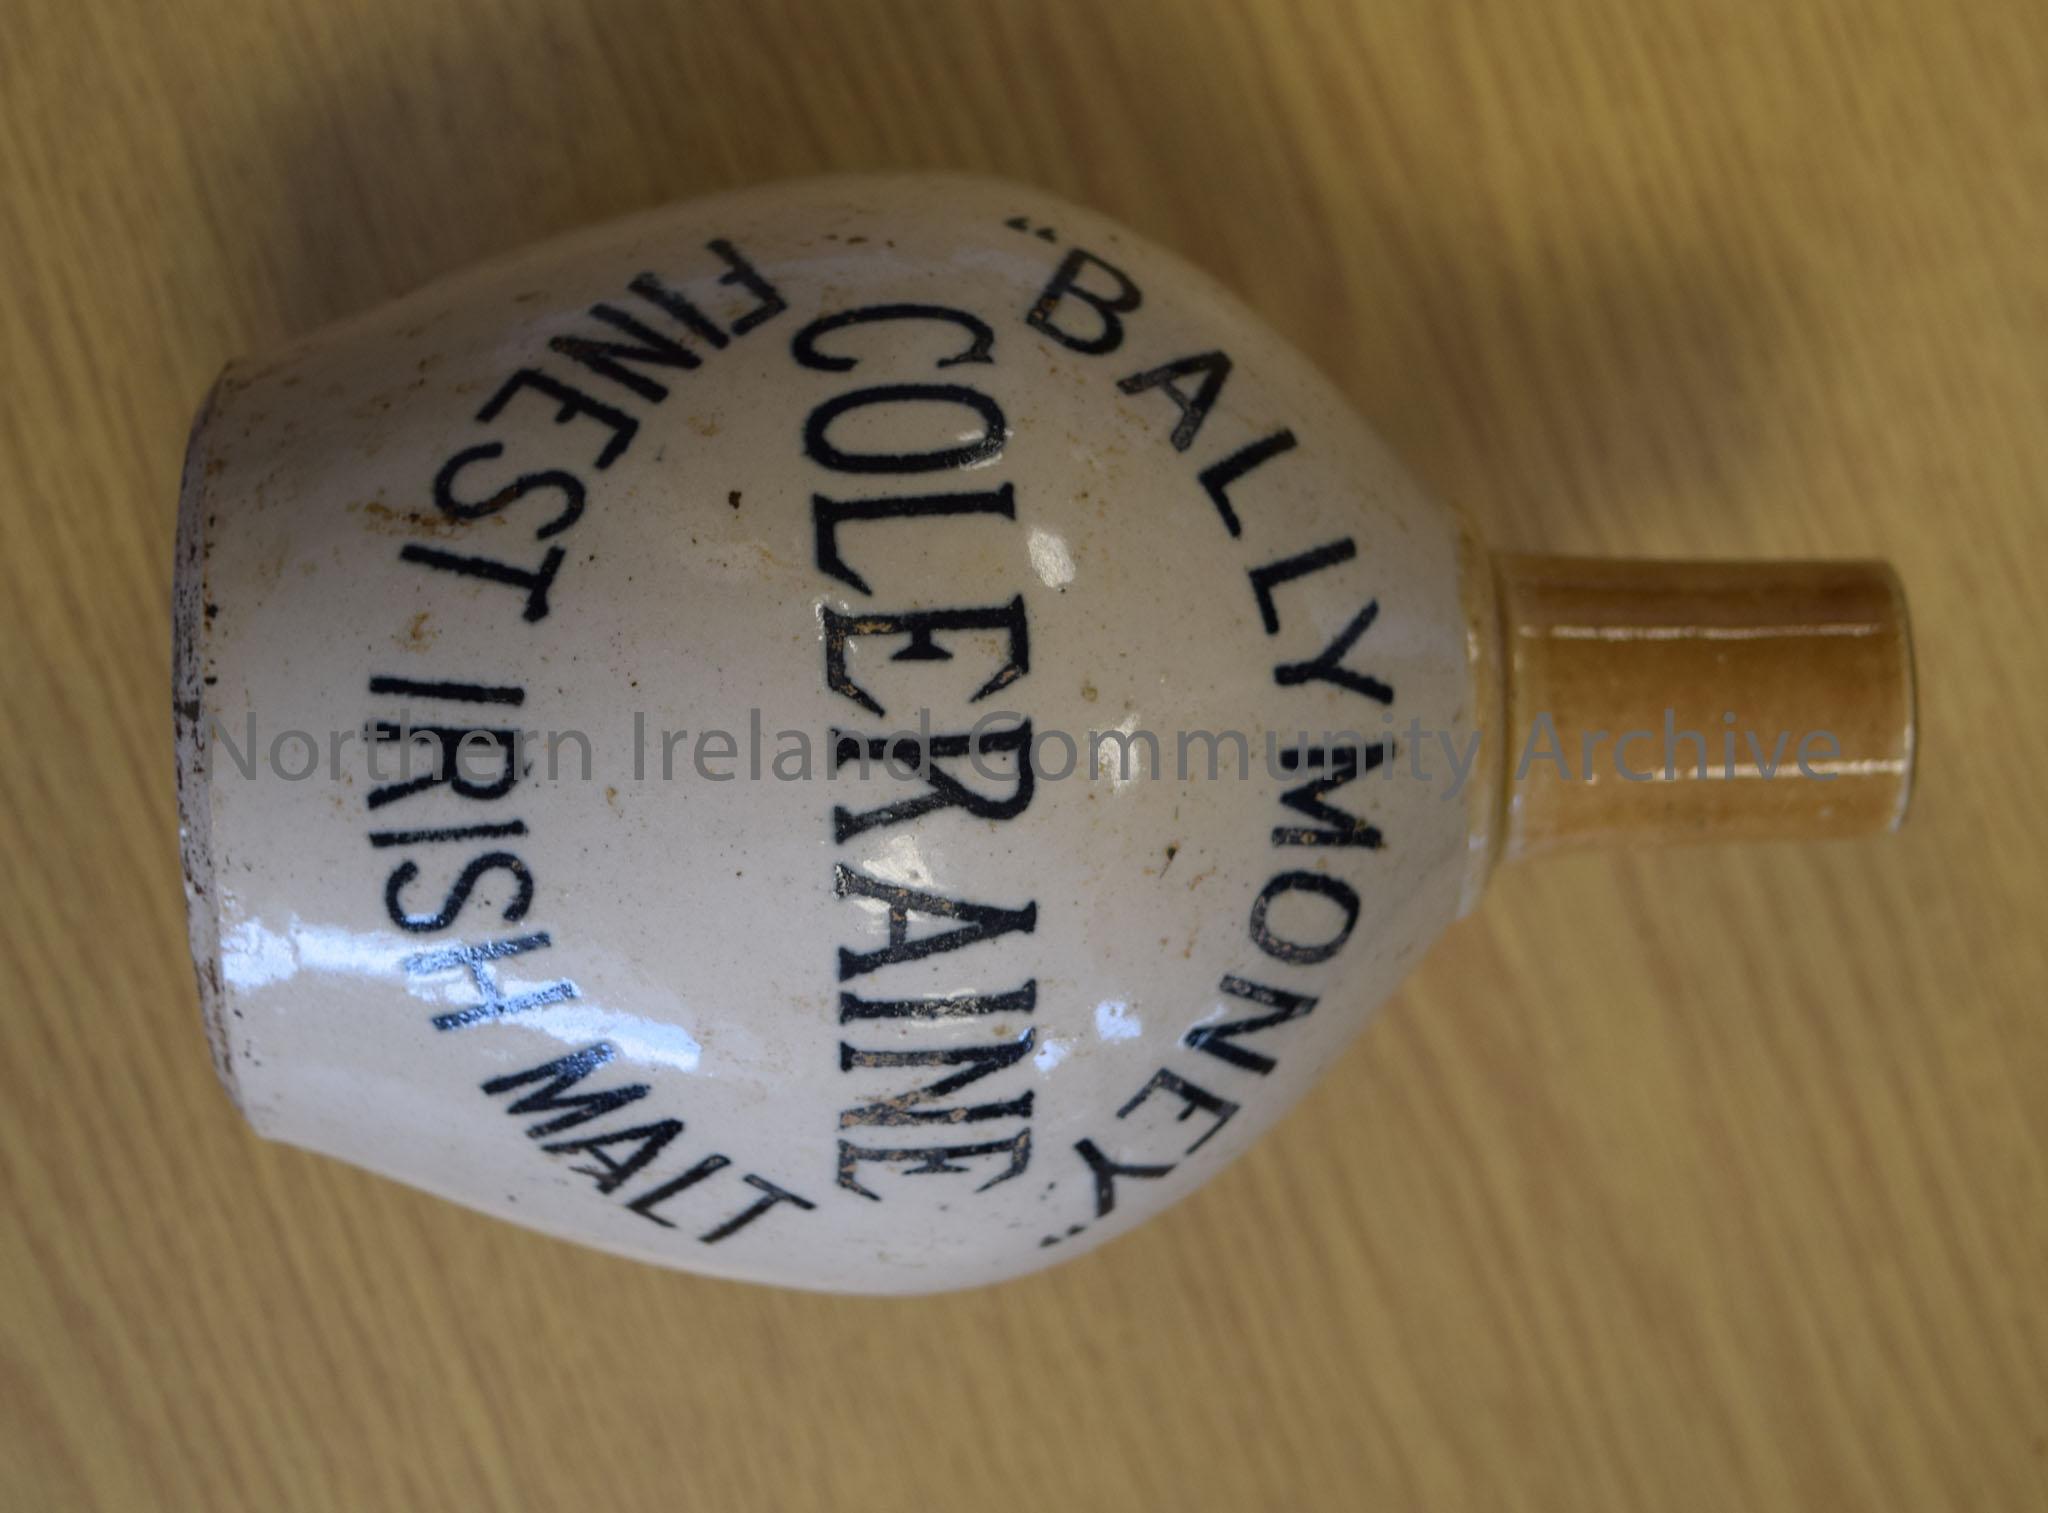 "BALLYMONEY"
COLERAINE
FINEST IRISH MALT
Northern Ireland Community Archive